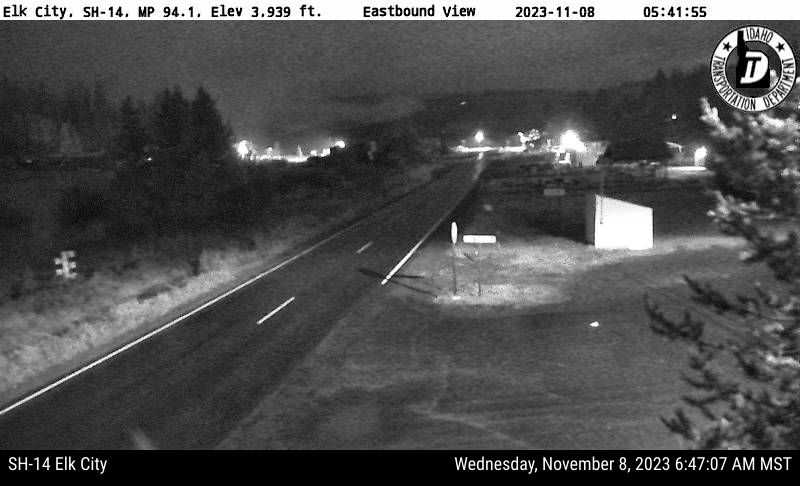 Elk City, SH-14, MP 94.1, Elev 3,939 ft. Eastbound View 2023-11-08 05:41:55
IDAHO
TRANSPORTATION DEPARTMENT
SH-14 Elk City Wednesday, November 8, 2023 6:47:07 AM MST